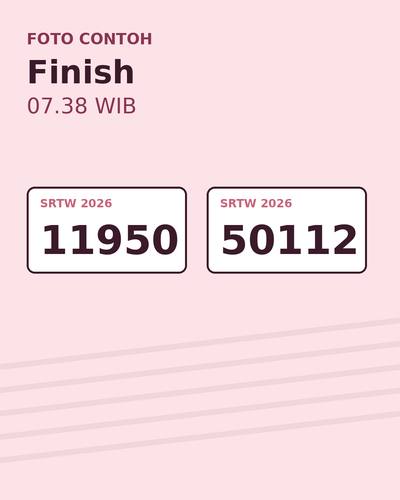 FOTO CONTOH
Finish
07.38 WIB
SRTW 2026
11950
SRTW 2026
50112